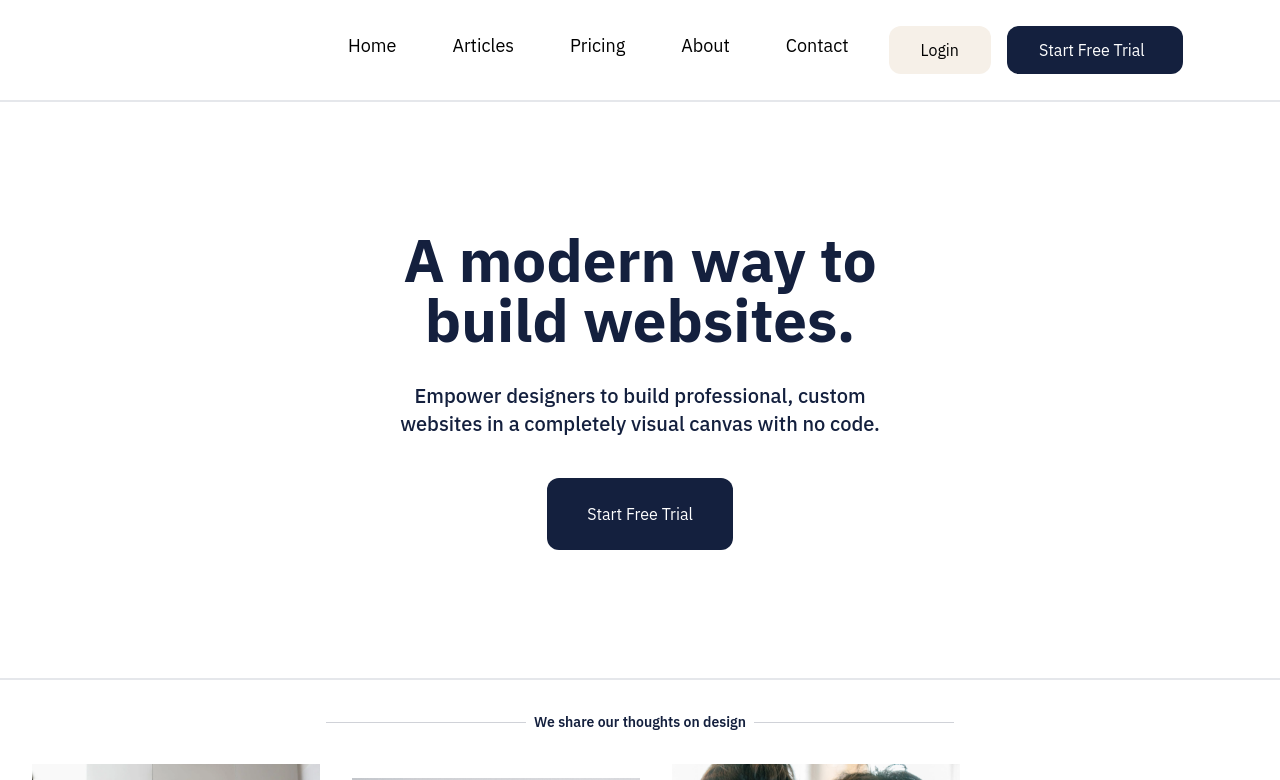 Home Articles Pricing About Contact Login Start Free Trial
A modern way to
build websites.
Empower designers to build professional, custom
websites in a completely visual canvas with no code.
Start Free Trial
We share our thoughts on design